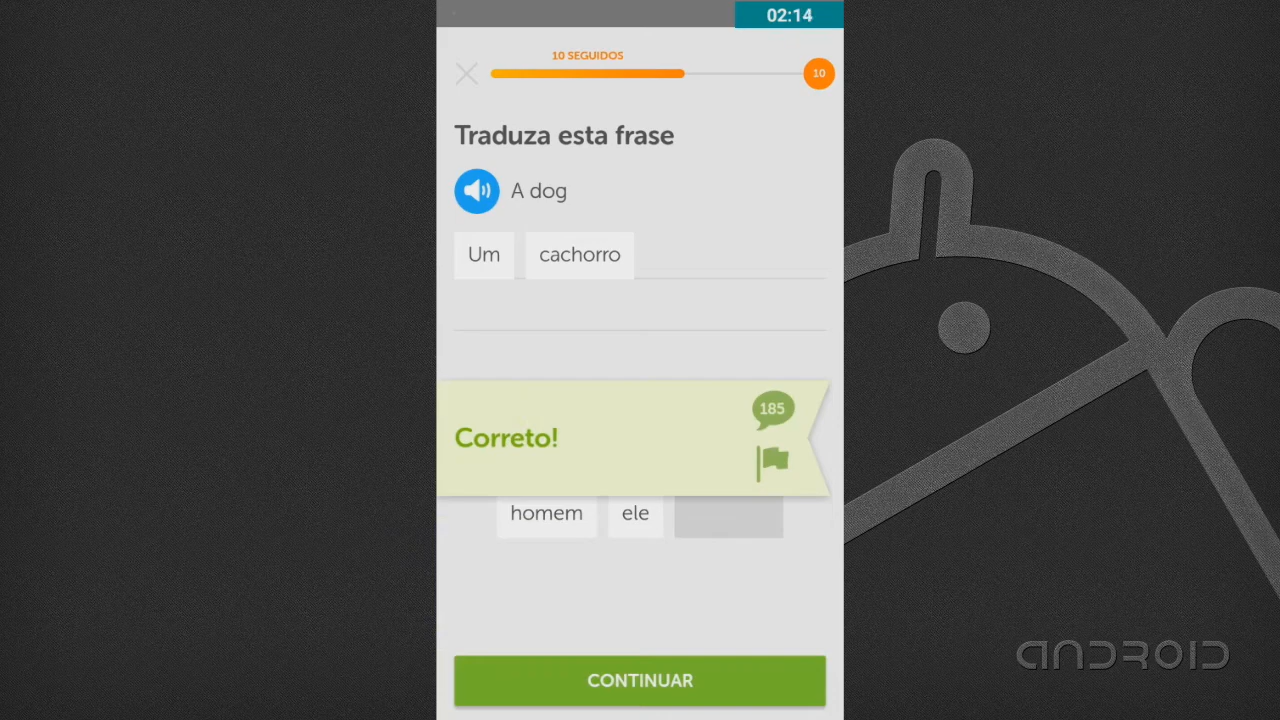 02:14
10 SEGUIDOS
10
Traduza esta frase
A dog
Um cachorro
185
Correto!
homem ele
CONTINUAR
ANDROID